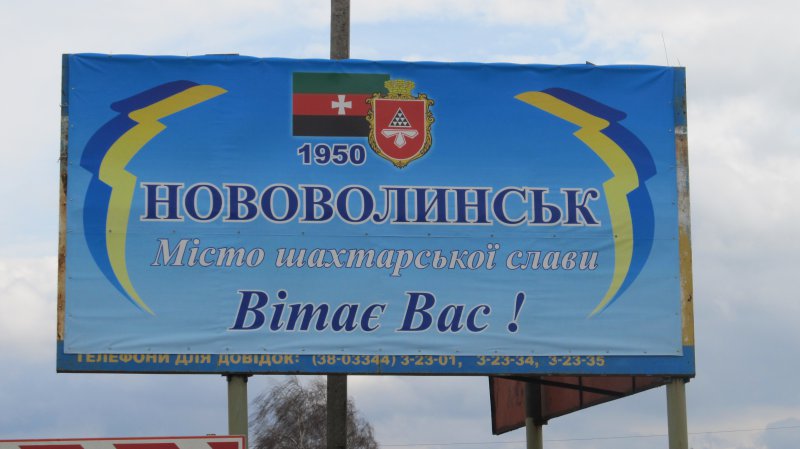 1950
НОВОВОЛИНСЬК
Місто шахтарської слави
Вітає Вас !
ТЕЛЕФОНИ ДЛЯ ДОВІДОК: (38-03344) 3-23-01, 3-23-34, 3-23-35